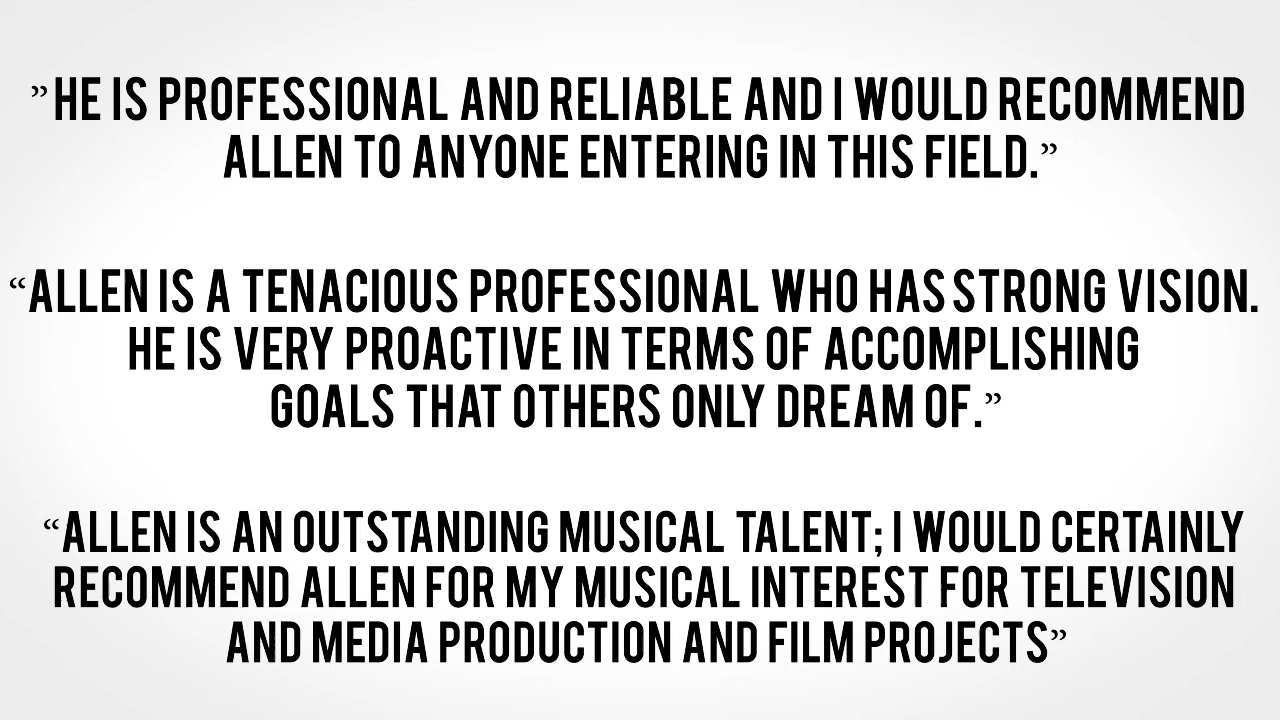 ”HE IS PROFESSIONAL AND RELIABLE AND I WOULD RECOMMEND
ALLEN TO ANYONE ENTERING IN THIS FIELD.”
“ALLEN IS A TENACIOUS PROFESSIONAL WHO HAS STRONG VISION.
HE IS VERY PROACTIVE IN TERMS OF ACCOMPLISHING
GOALS THAT OTHERS ONLY DREAM OF.”
“ALLEN IS AN OUTSTANDING MUSICAL TALENT; I WOULD CERTAINLY
RECOMMEND ALLEN FOR MY MUSICAL INTEREST FOR TELEVISION
AND MEDIA PRODUCTION AND FILM PROJECTS”